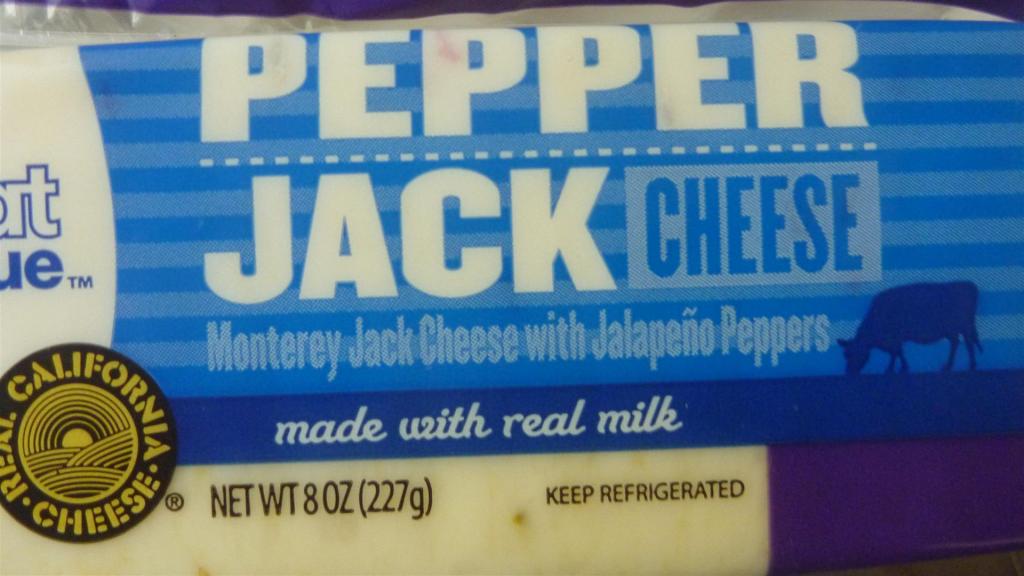 PEPPER
JACK CHEESE
Monterey Jack Cheese with Jalapeño Peppers
made with real milk
ue™
REAL CALIFORNIA CHEESE ®
NET WT 8 OZ (227g)
KEEP REFRIGERATED